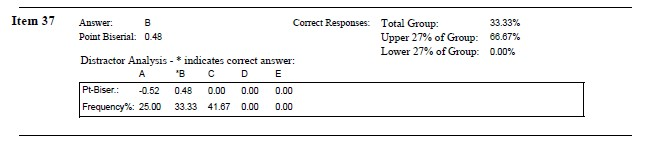 Item 37 Answer: B Correct Responses: Total Group: 33.33%
Point Biserial: 0.48 Upper 27% of Group: 66.67%
Lower 27% of Group: 0.00%
Distractor Analysis - * indicates correct answer:
A *B C D E
Pt-Biser.: -0.52 0.48 0.00 0.00 0.00
Frequency%: 25.00 33.33 41.67 0.00 0.00